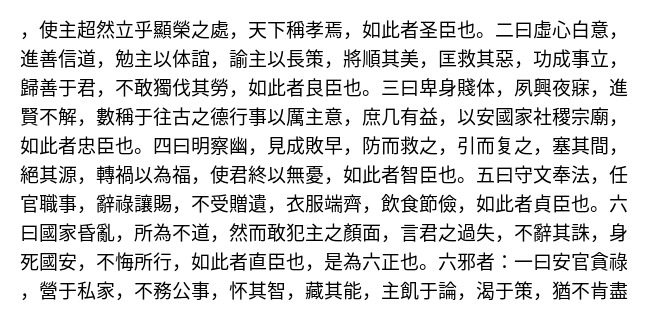 ，使主超然立乎顯榮之處，天下稱孝焉，如此者圣臣也。二曰虛心白意，
進善信道，勉主以体誼，諭主以長策，將順其美，匡救其惡，功成事立，
歸善于君，不敢獨伐其勞，如此者良臣也。三曰卑身賤体，夙興夜寐，進
賢不解，數稱于往古之德行事以厲主意，庶几有益，以安國家社稷宗廟，
如此者忠臣也。四曰明察幽，見成敗早，防而救之，引而复之，塞其間，
絕其源，轉禍以為福，使君終以無憂，如此者智臣也。五曰守文奉法，任
官職事，辭祿讓賜，不受贈遺，衣服端齊，飲食節儉，如此者貞臣也。六
曰國家昏亂，所為不道，然而敢犯主之顏面，言君之過失，不辭其誅，身
死國安，不悔所行，如此者直臣也，是為六正也。六邪者：一曰安官貪祿
，營于私家，不務公事，怀其智，藏其能，主飢于論，渴于策，猶不肯盡